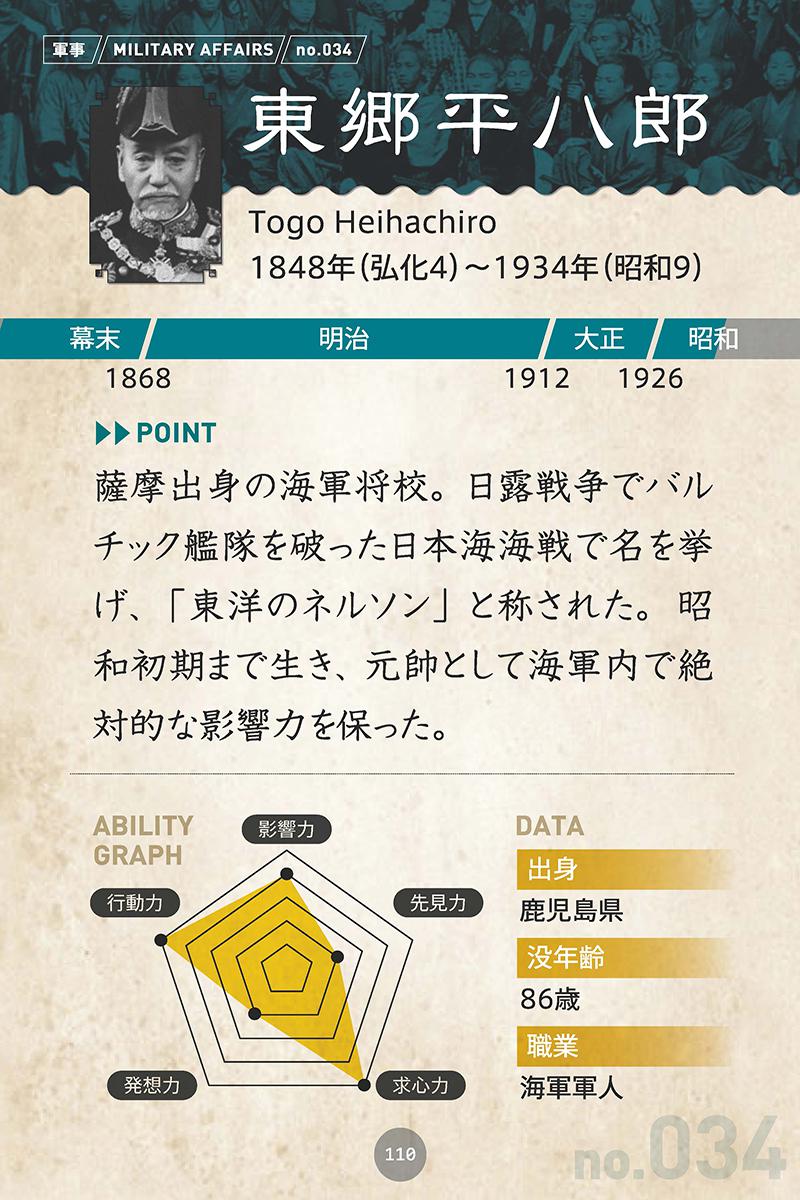 軍事 MILITARY AFFAIRS no.034
東郷平八郎
Togo Heihachiro
1848年(弘化4)～1934年(昭和9)
幕末 明治 大正 昭和
1868 1912 1926
POINT
薩摩出身の海軍将校。日露戦争でバル
チック艦隊を破った日本海海戦で名を挙
げ、「東洋のネルソン」と称された。昭
和初期まで生き、元帥として海軍内で絶
対的な影響力を保った。
ABILITY
GRAPH
影響力
行動力
先見力
発想力
求心力
DATA
出身
鹿児島県
没年齢
86歳
職業
海軍軍人
110
no.034